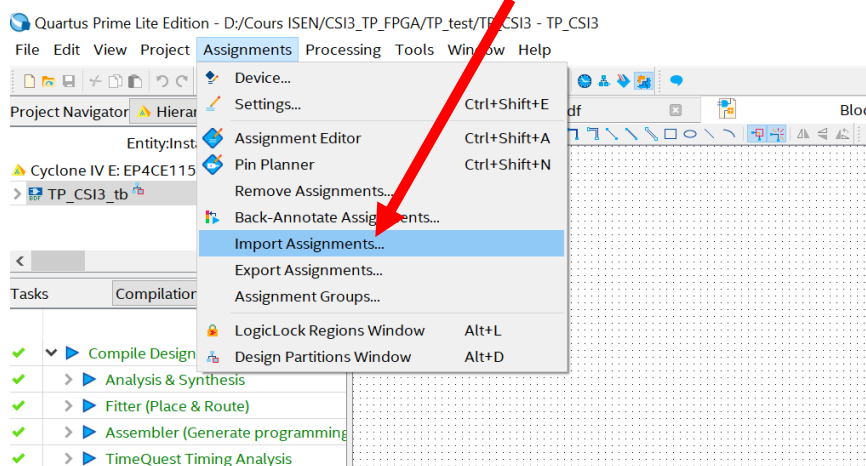 Quartus Prime Lite Edition - D:/Cours ISEN/CSI3_TP_FPGA/TP_test/TP_CSI3 - TP_CSI3
File Edit View Project Assignments Processing Tools Window Help
Device...
Settings... Ctrl+Shift+E
Project Navigator Hierar df Bloc
Entity:Inst
Assignment Editor Ctrl+Shift+A
Pin Planner Ctrl+Shift+N
Cyclone IV E: EP4CE115
Remove Assignments...
TP_CSI3_tb
Back-Annotate Assignments...
Import Assignments...
Export Assignments...
Tasks Compilation
Assignment Groups...
LogicLock Regions Window Alt+L
Compile Design
Design Partitions Window Alt+D
Analysis & Synthesis
Fitter (Place & Route)
Assembler (Generate programming
TimeQuest Timing Analysis